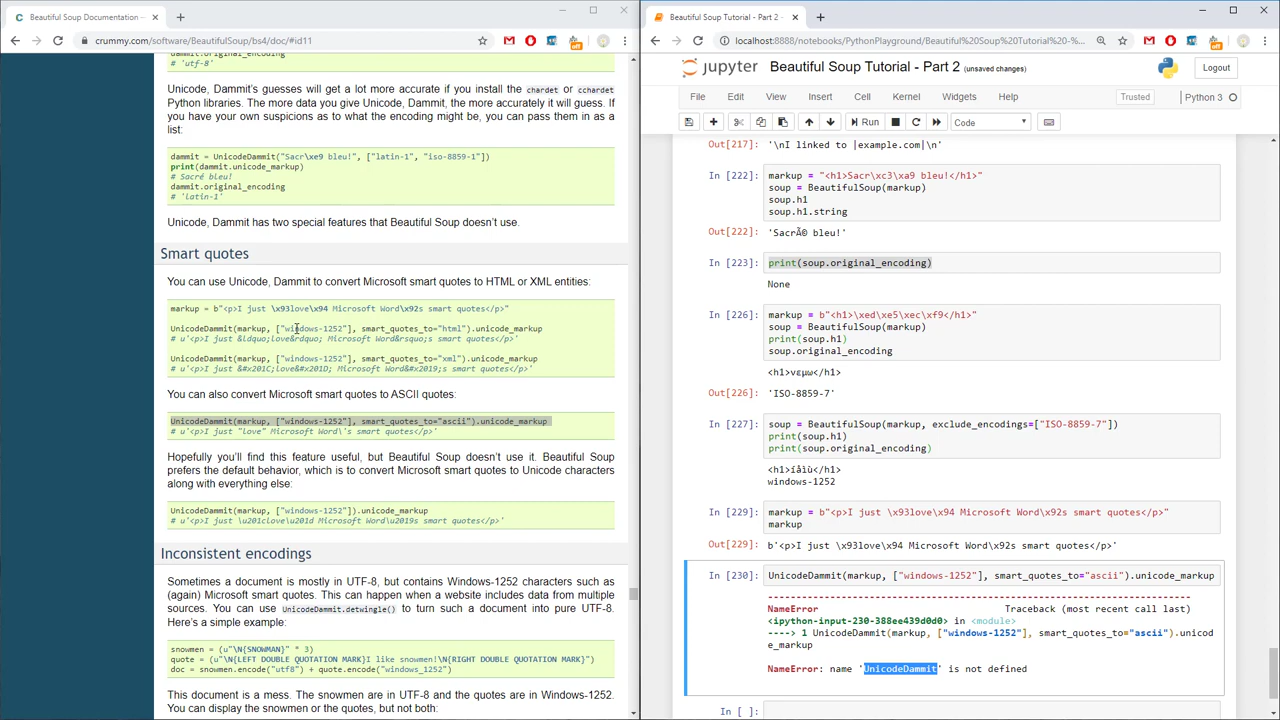 Beautiful Soup Documentation —
crummy.com/software/BeautifulSoup/bs4/doc/#id11
dammit.original_encoding
# 'utf-8'
Unicode, Dammit's guesses will get a lot more accurate if you install the chardet or cchardet
Python libraries. The more data you give Unicode, Dammit, the more accurately it will guess. If
you have your own suspicions as to what the encoding might be, you can pass them in as a
list:
dammit = UnicodeDammit("Sacr\xe9 bleu!", ["latin-1", "iso-8859-1"])
print(dammit.unicode_markup)
# Sacré bleu!
dammit.original_encoding
# 'latin-1'
Unicode, Dammit has two special features that Beautiful Soup doesn't use.
Smart quotes
You can use Unicode, Dammit to convert Microsoft smart quotes to HTML or XML entities:
markup = b"<p>I just \x93love\x94 Microsoft Word\x92s smart quotes</p>"
UnicodeDammit(markup, ["windows-1252"], smart_quotes_to="html").unicode_markup
# u'<p>I just &ldquo;love&rdquo; Microsoft Word&rsquo;s smart quotes</p>'
UnicodeDammit(markup, ["windows-1252"], smart_quotes_to="xml").unicode_markup
# u'<p>I just &#x201C;love&#x201D; Microsoft Word&#x2019;s smart quotes</p>'
You can also convert Microsoft smart quotes to ASCII quotes:
UnicodeDammit(markup, ["windows-1252"], smart_quotes_to="ascii").unicode_markup
# u'<p>I just "love" Microsoft Word\'s smart quotes</p>'
Hopefully you'll find this feature useful, but Beautiful Soup doesn't use it. Beautiful Soup
prefers the default behavior, which is to convert Microsoft smart quotes to Unicode characters
along with everything else:
UnicodeDammit(markup, ["windows-1252"]).unicode_markup
# u'<p>I just \u201clove\u201d Microsoft Word\u2019s smart quotes</p>'
Inconsistent encodings
Sometimes a document is mostly in UTF-8, but contains Windows-1252 characters such as
(again) Microsoft smart quotes. This can happen when a website includes data from multiple
sources. You can use UnicodeDammit.detwingle() to turn such a document into pure UTF-8.
Here's a simple example:
snowmen = (u"\N{SNOWMAN}" * 3)
quote = (u"\N{LEFT DOUBLE QUOTATION MARK}I like snowmen!\N{RIGHT DOUBLE QUOTATION MARK}")
doc = snowmen.encode("utf8") + quote.encode("windows_1252")
This document is a mess. The snowmen are in UTF-8 and the quotes are in Windows-1252.
You can display the snowmen or the quotes, but not both:
Beautiful Soup Tutorial - Part 2 -
localhost:8888/notebooks/PythonPlayground/Beautiful%20Soup%20Tutorial%20-%...
jupyter Beautiful Soup Tutorial - Part 2 (unsaved changes) Logout
File Edit View Insert Cell Kernel Widgets Help Trusted Python 3
Run Code
Out[217]: '\nI linked to |example.com|\n'
In [222]: markup = "<h1>Sacr\xc3\xa9 bleu!</h1>"
soup = BeautifulSoup(markup)
soup.h1
soup.h1.string
Out[222]: 'SacrÃ© bleu!'
In [223]: print(soup.original_encoding)
None
In [226]: markup = b"<h1>\xed\xe5\xec\xf9</h1>"
soup = BeautifulSoup(markup)
print(soup.h1)
soup.original_encoding
<h1>νεμω</h1>
Out[226]: 'ISO-8859-7'
In [227]: soup = BeautifulSoup(markup, exclude_encodings=["ISO-8859-7"])
print(soup.h1)
print(soup.original_encoding)
<h1>íåìù</h1>
windows-1252
In [229]: markup = b"<p>I just \x93love\x94 Microsoft Word\x92s smart quotes</p>"
markup
Out[229]: b'<p>I just \x93love\x94 Microsoft Word\x92s smart quotes</p>'
In [230]: UnicodeDammit(markup, ["windows-1252"], smart_quotes_to="ascii").unicode_markup
---------------------------------------------------------------------------
NameError Traceback (most recent call last)
<ipython-input-230-388ee439d0d0> in <module>
----> 1 UnicodeDammit(markup, ["windows-1252"], smart_quotes_to="ascii").unicod
e_markup
NameError: name 'UnicodeDammit' is not defined
In [ ]: